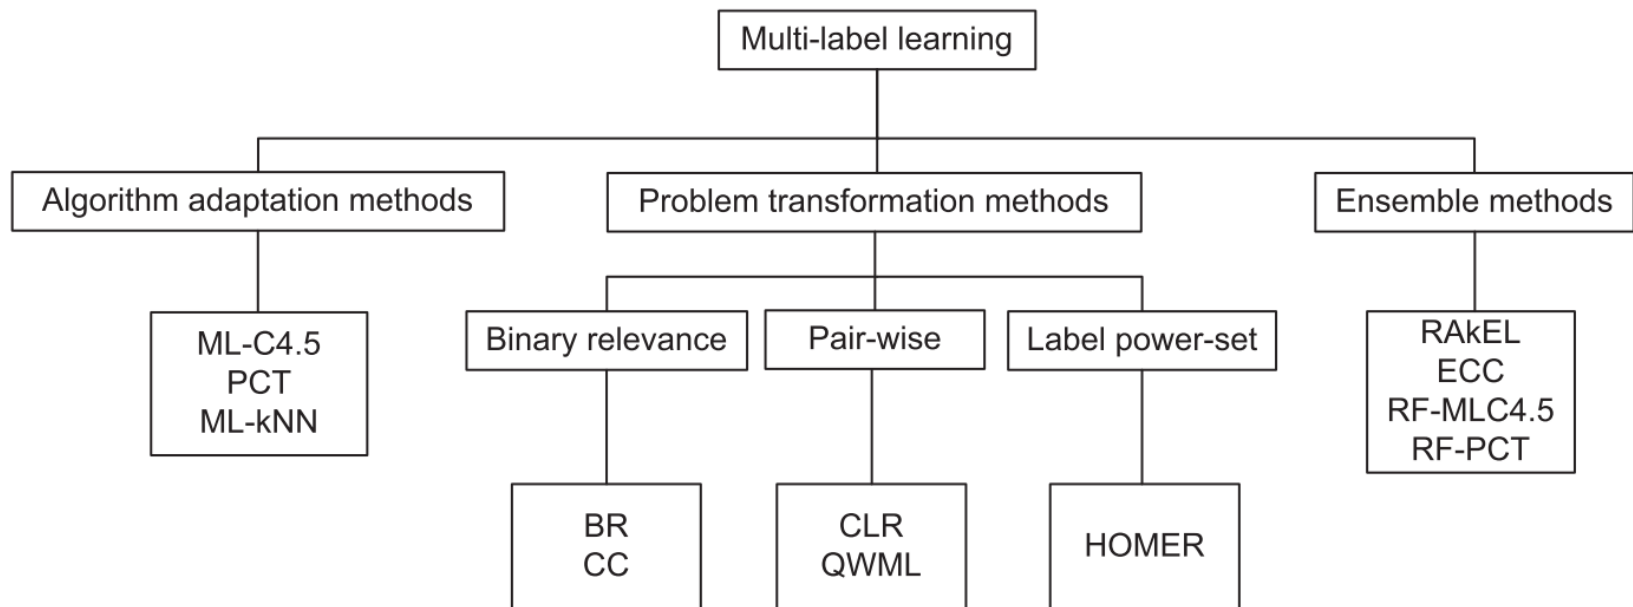 Multi-label learning
Algorithm adaptation methods
Problem transformation methods
Ensemble methods
ML-C4.5
PCT
ML-kNN
Binary relevance
Pair-wise
Label power-set
RAkEL
ECC
RF-MLC4.5
RF-PCT
BR
CC
CLR
QWML
HOMER